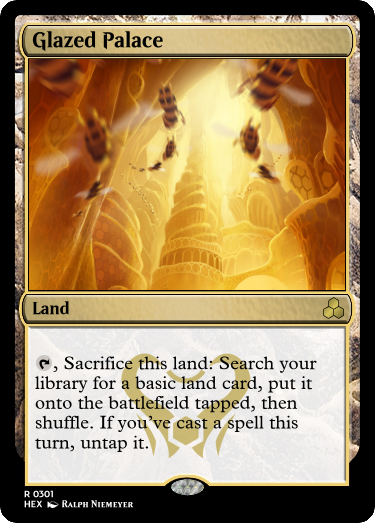 Glazed Palace
Land
, Sacrifice this land: Search your
library for a basic land card, put it
onto the battlefield tapped, then
shuffle. If you've cast a spell this
turn, untap it.
R 0301
HEX Ralph Niemeyer